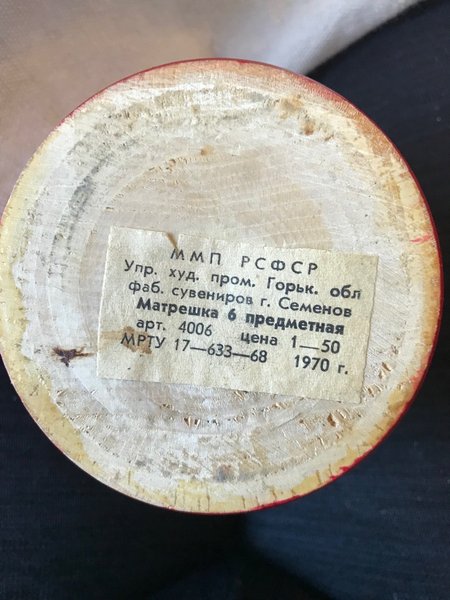 ММП РСФСР
Упр. худ. пром. Горьк. обл
фаб. сувениров г. Семенов
Матрешка 6 предметная
арт. 4006 цена 1—50
МРТУ 17—633—68 1970 г.